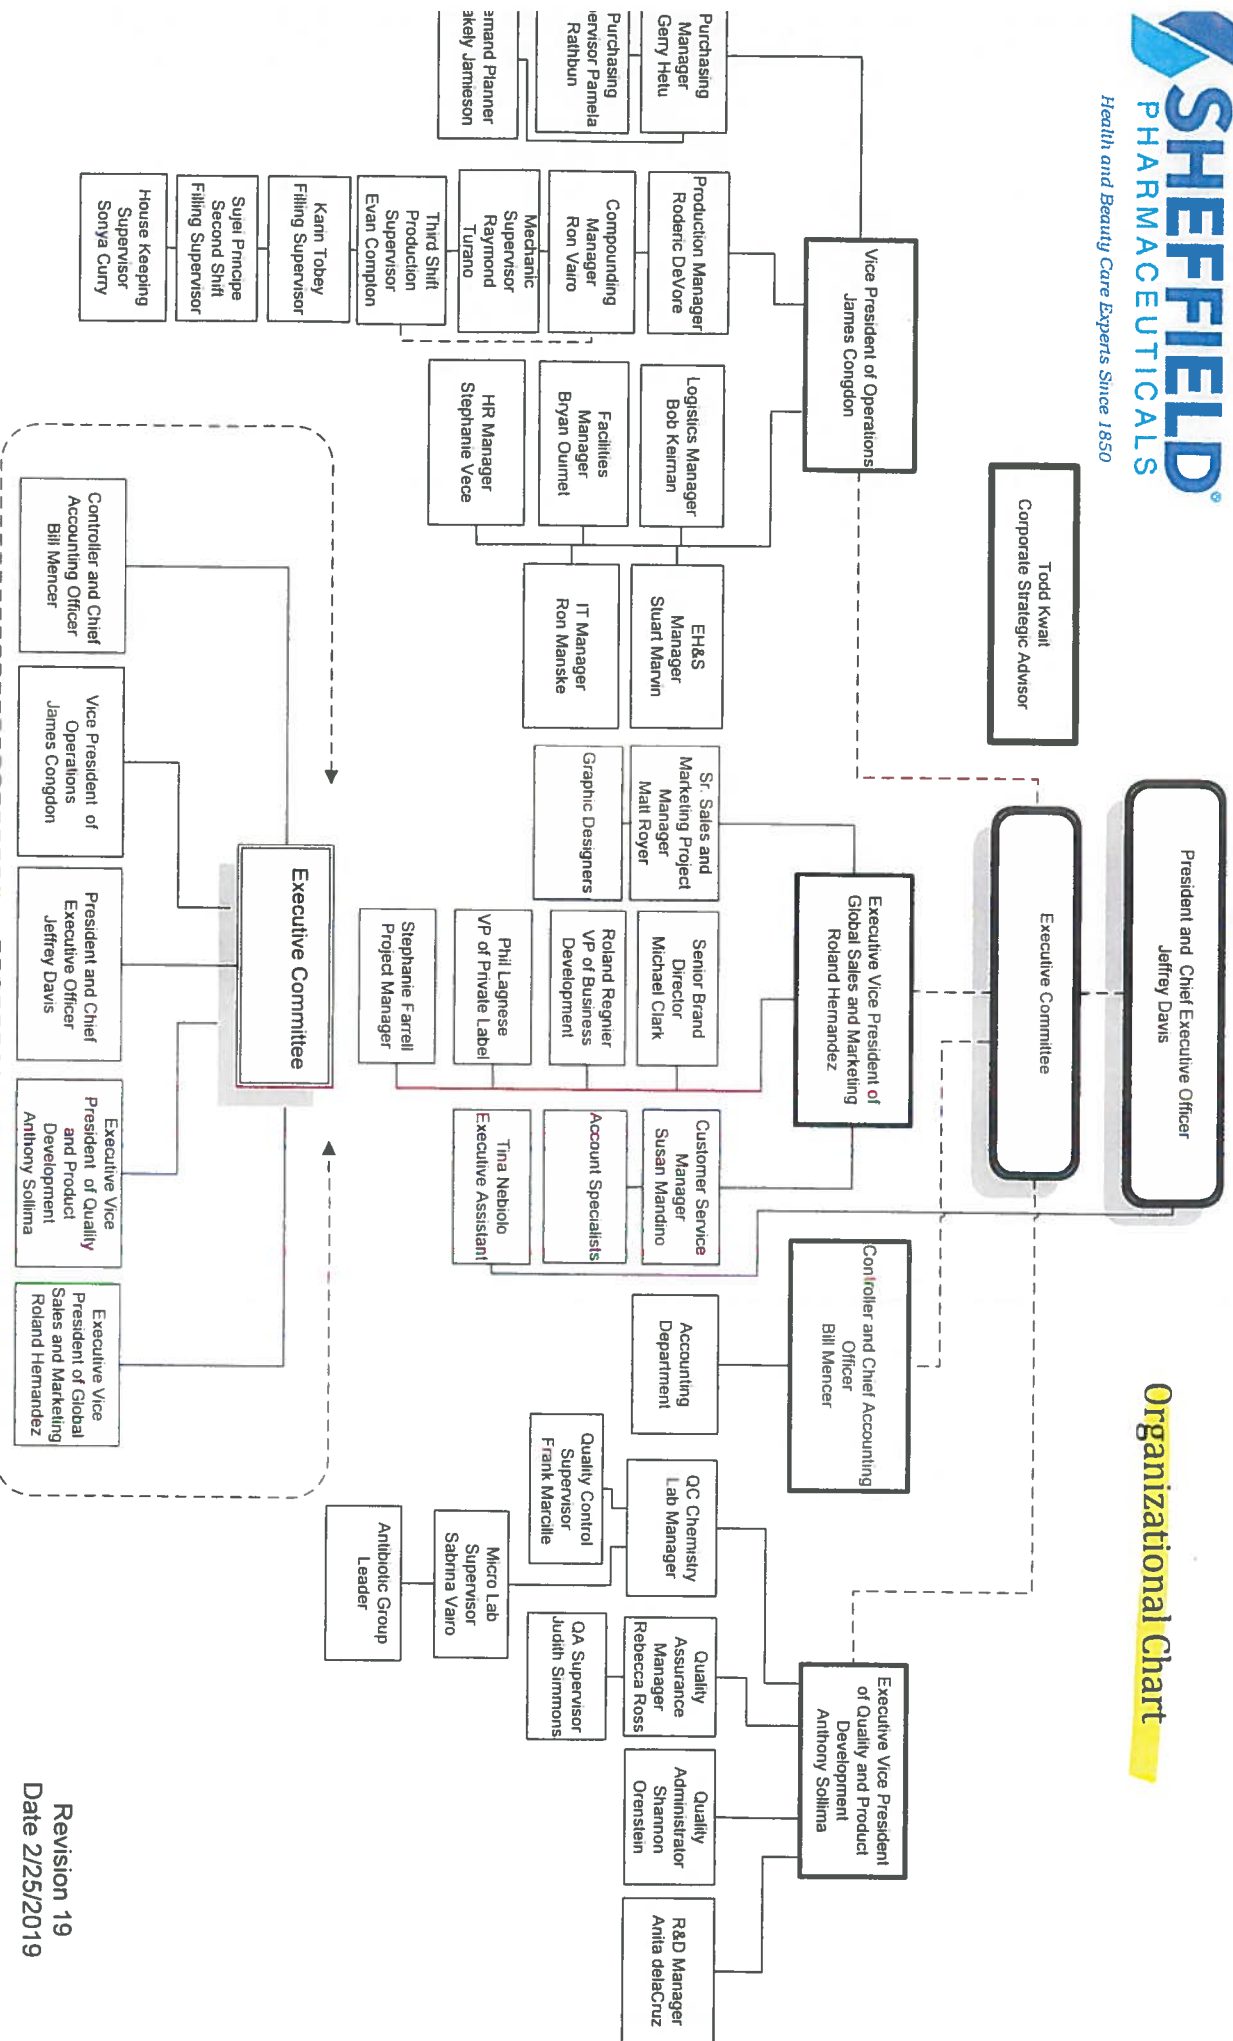 SHEFFIELD®
PHARMACEUTICALS
Health and Beauty Care Experts Since 1850
Organizational Chart
President and Chief Executive Officer
Jeffrey Davis
Todd Kwait
Corporate Strategic Advisor
Executive Committee
Vice President of Operations
James Congdon
Executive Vice President of
Global Sales and Marketing
Roland Hernandez
Controller and Chief Accounting
Officer
Bill Mencer
Executive Vice President
of Quality and Product
Development
Anthony Sollima
Purchasing
Manager
Gerry Hetu
Purchasing
ervisor Pamela
Rathbun
emand Planner
akely Jamieson
Production Manager
Roderic DeVore
Compounding
Manager
Ron Vairo
Mechanic
Supervisor
Raymond
Turano
Third Shift
Production
Supervisor
Evan Compton
Karin Tobey
Filling Supervisor
Sujei Principe
Second Shift
Filling Supervisor
House Keeping
Supervisor
Sonya Curry
Logistics Manager
Bob Keirnan
Facilities
Manager
Bryan Ouimet
HR Manager
Stephanie Vece
EH&S
Manager
Stuart Marvin
IT Manager
Ron Manske
Sr. Sales and
Marketing Project
Manager
Matt Royer
Graphic Designers
Senior Brand
Director
Michael Clark
Roland Regnier
VP of Business
Development
Phil Lagnese
VP of Private Label
Stephanie Farrell
Project Manager
Customer Service
Manager
Susan Mandino
Account Specialists
Tina Nebiolo
Executive Assistant
Accounting
Department
QC Chemistry
Lab Manager
Quality Control
Supervisor
Frank Marcille
Micro Lab
Supervisor
Sabrina Vairo
Antibiotic Group
Leader
Quality
Assurance
Manager
Rebecca Ross
QA Supervisor
Judith Simmons
Quality
Administrator
Shannon
Orenstein
R&D Manager
Anita delaCruz
Executive Committee
Controller and Chief
Accounting Officer
Bill Mencer
Vice President of
Operations
James Congdon
President and Chief
Executive Officer
Jeffrey Davis
Executive Vice
President of Quality
and Product
Development
Anthony Sollima
Executive Vice
President of Global
Sales and Marketing
Roland Hernandez
Revision 19
Date 2/25/2019